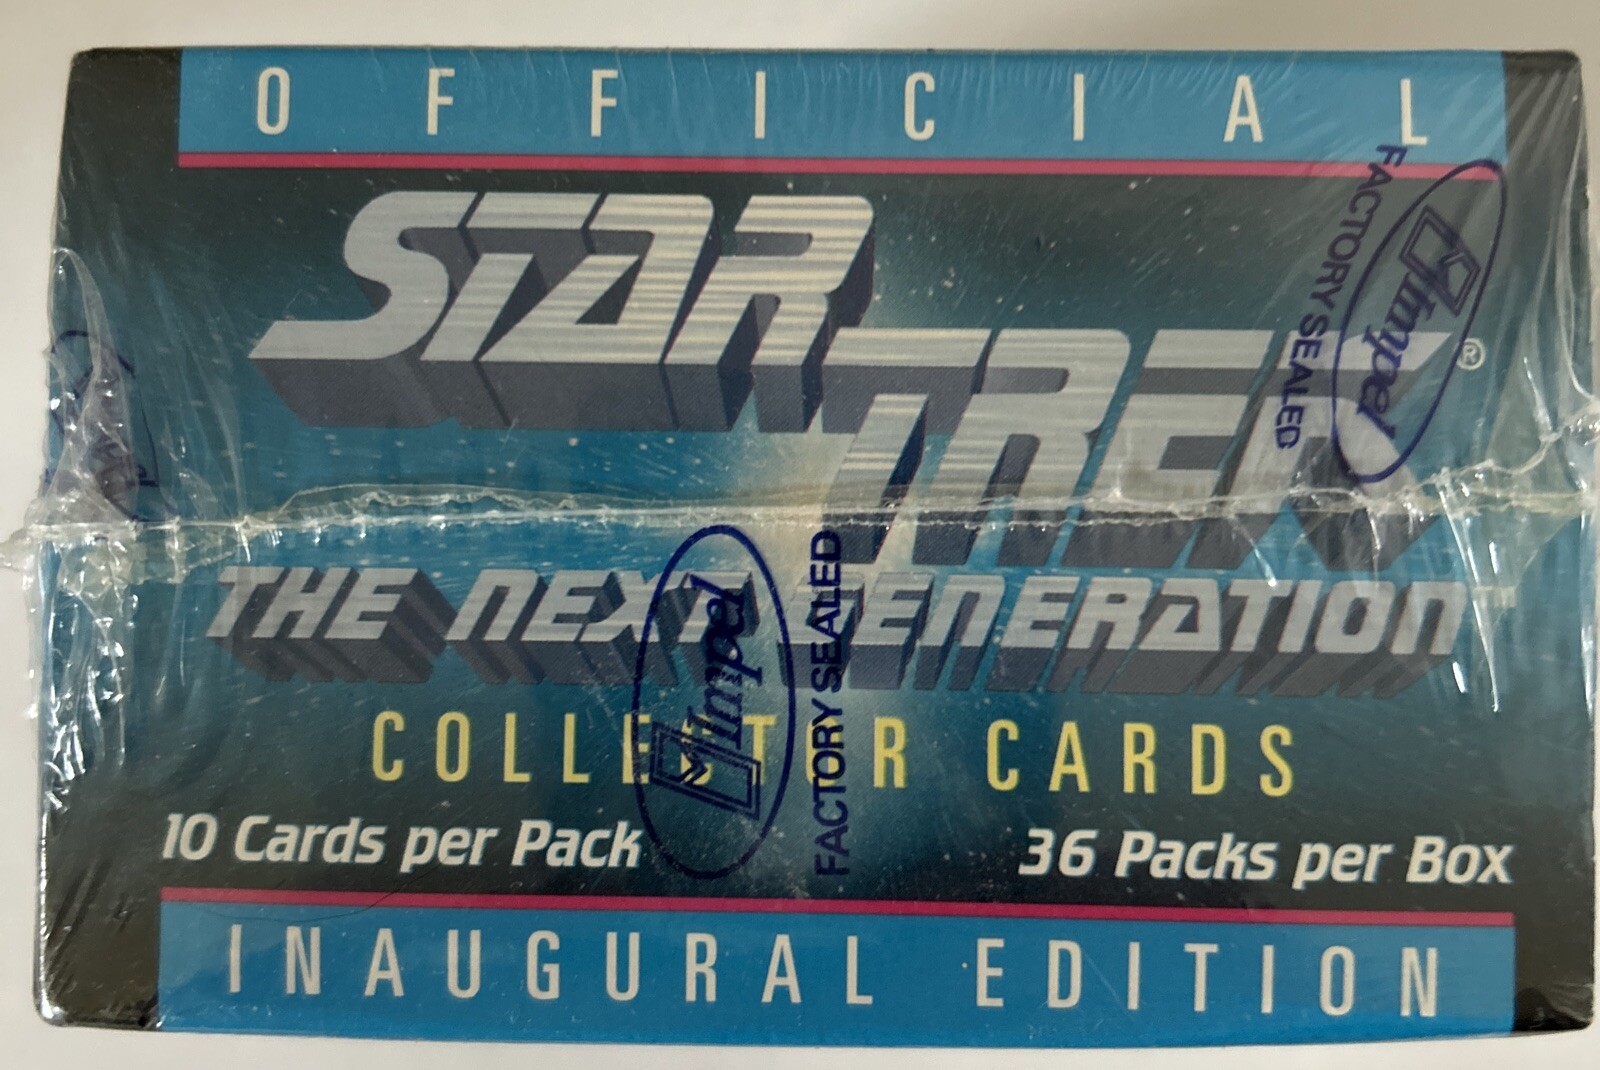 OFFICIAL
STAR
TREK®
THE NEXT GENERATION
COLLECTOR CARDS
10 Cards per Pack
36 Packs per Box
INAUGURAL EDITION
Impel
FACTORY SEALED
Impel
FACTORY SEALED